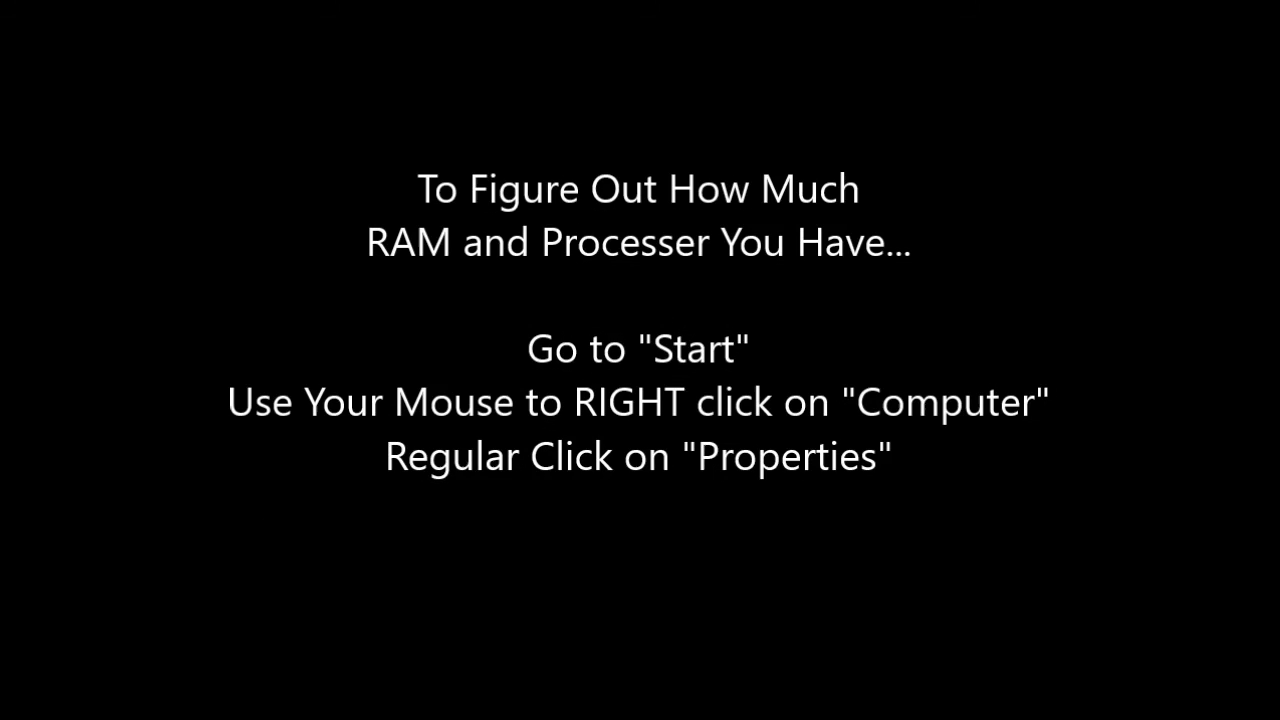 To Figure Out How Much
RAM and Processer You Have...
Go to "Start"
Use Your Mouse to RIGHT click on "Computer"
Regular Click on "Properties"